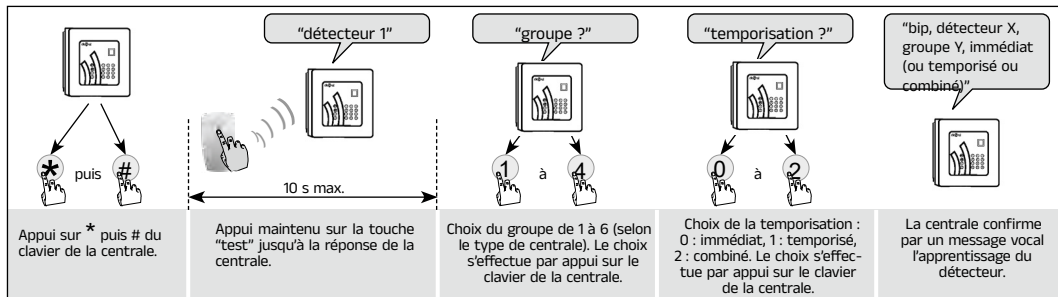 “détecteur 1”
“groupe ?”
“temporisation ?”
“bip, détecteur X,
groupe Y, immédiat
(ou temporisé ou
combiné)”
* puis #
1 à 4
0 à 2
10 s max.
Appui sur * puis # du
clavier de la centrale.
Appui maintenu sur la touche
“test” jusqu’à la réponse de la
centrale.
Choix du groupe de 1 à 6 (selon
le type de centrale). Le choix
s’effectue par appui sur le
clavier de la centrale.
Choix de la temporisation :
0 : immédiat, 1 : temporisé,
2 : combiné. Le choix s’effec-
tue par appui sur le clavier
de la centrale.
La centrale confirme
par un message vocal
l’apprentissage du
détecteur.